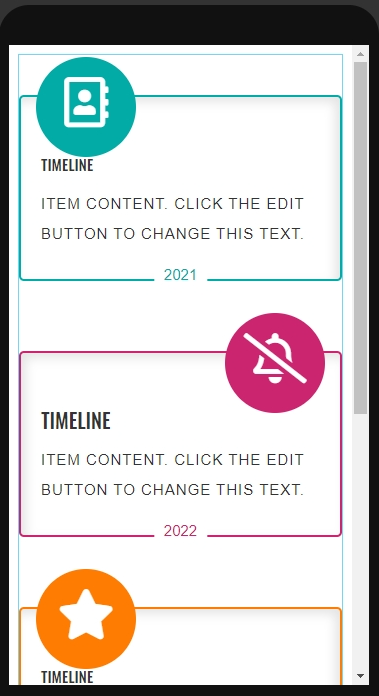 TIMELINE
ITEM CONTENT. CLICK THE EDIT
BUTTON TO CHANGE THIS TEXT.
2021
TIMELINE
ITEM CONTENT. CLICK THE EDIT
BUTTON TO CHANGE THIS TEXT.
2022
TIMELINE